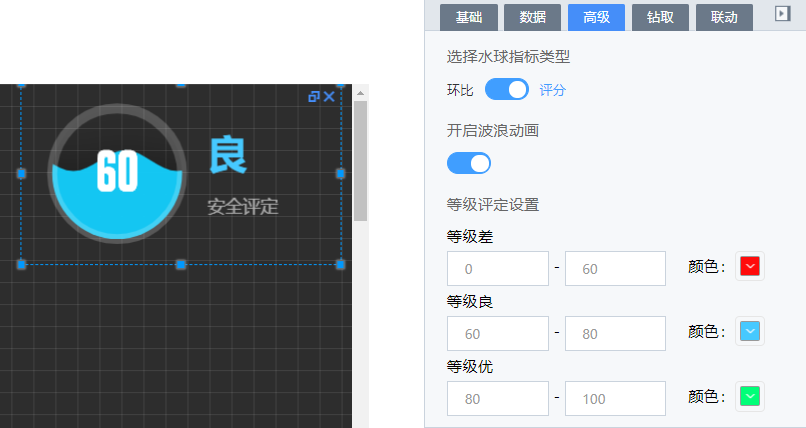 基础 数据 高级 钻取 联动
选择水球指标类型
环比 评分
开启波浪动画
等级评定设置
等级差
0 - 60 颜色：
等级良
60 - 80 颜色：
等级优
80 - 100 颜色：
60
良
安全评定